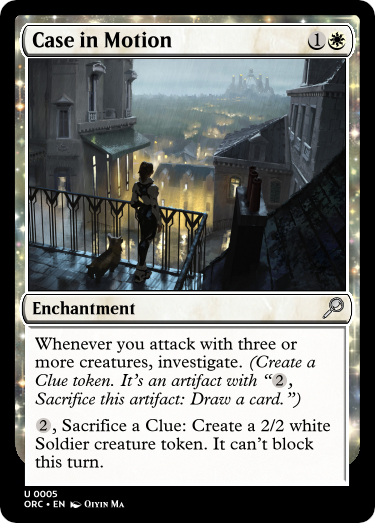 Case in Motion 1
Enchantment
Whenever you attack with three or
more creatures, investigate. (Create a
Clue token. It's an artifact with “2,
Sacrifice this artifact: Draw a card.”)
2, Sacrifice a Clue: Create a 2/2 white
Soldier creature token. It can't block
this turn.
U 0005
ORC • EN Oiyin Ma